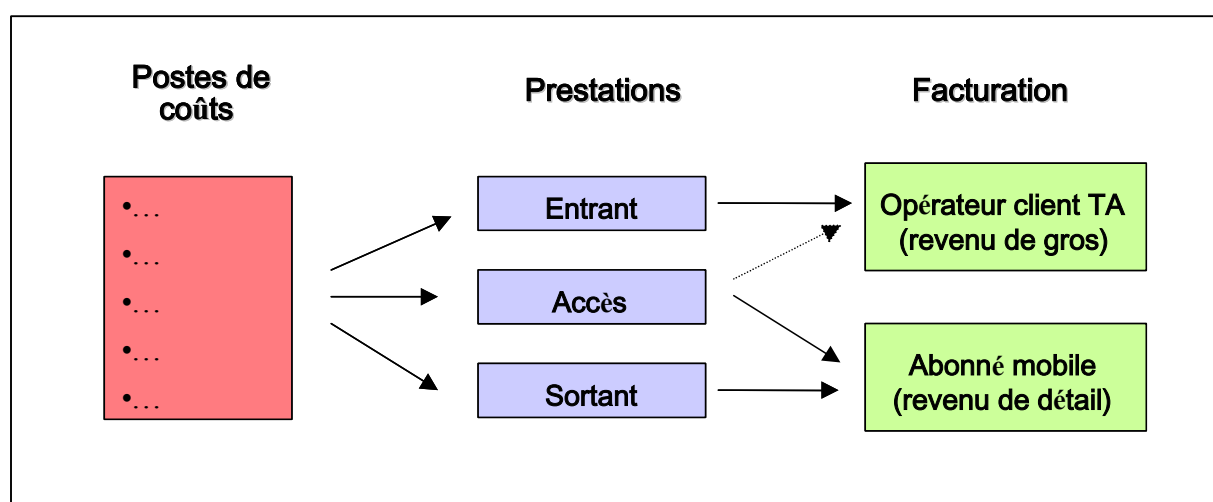 Postes de
coûts
Prestations
Facturation
•…
•…
•…
•…
•…
Entrant
Accès
Sortant
Opérateur client TA
(revenu de gros)
Abonné mobile
(revenu de détail)